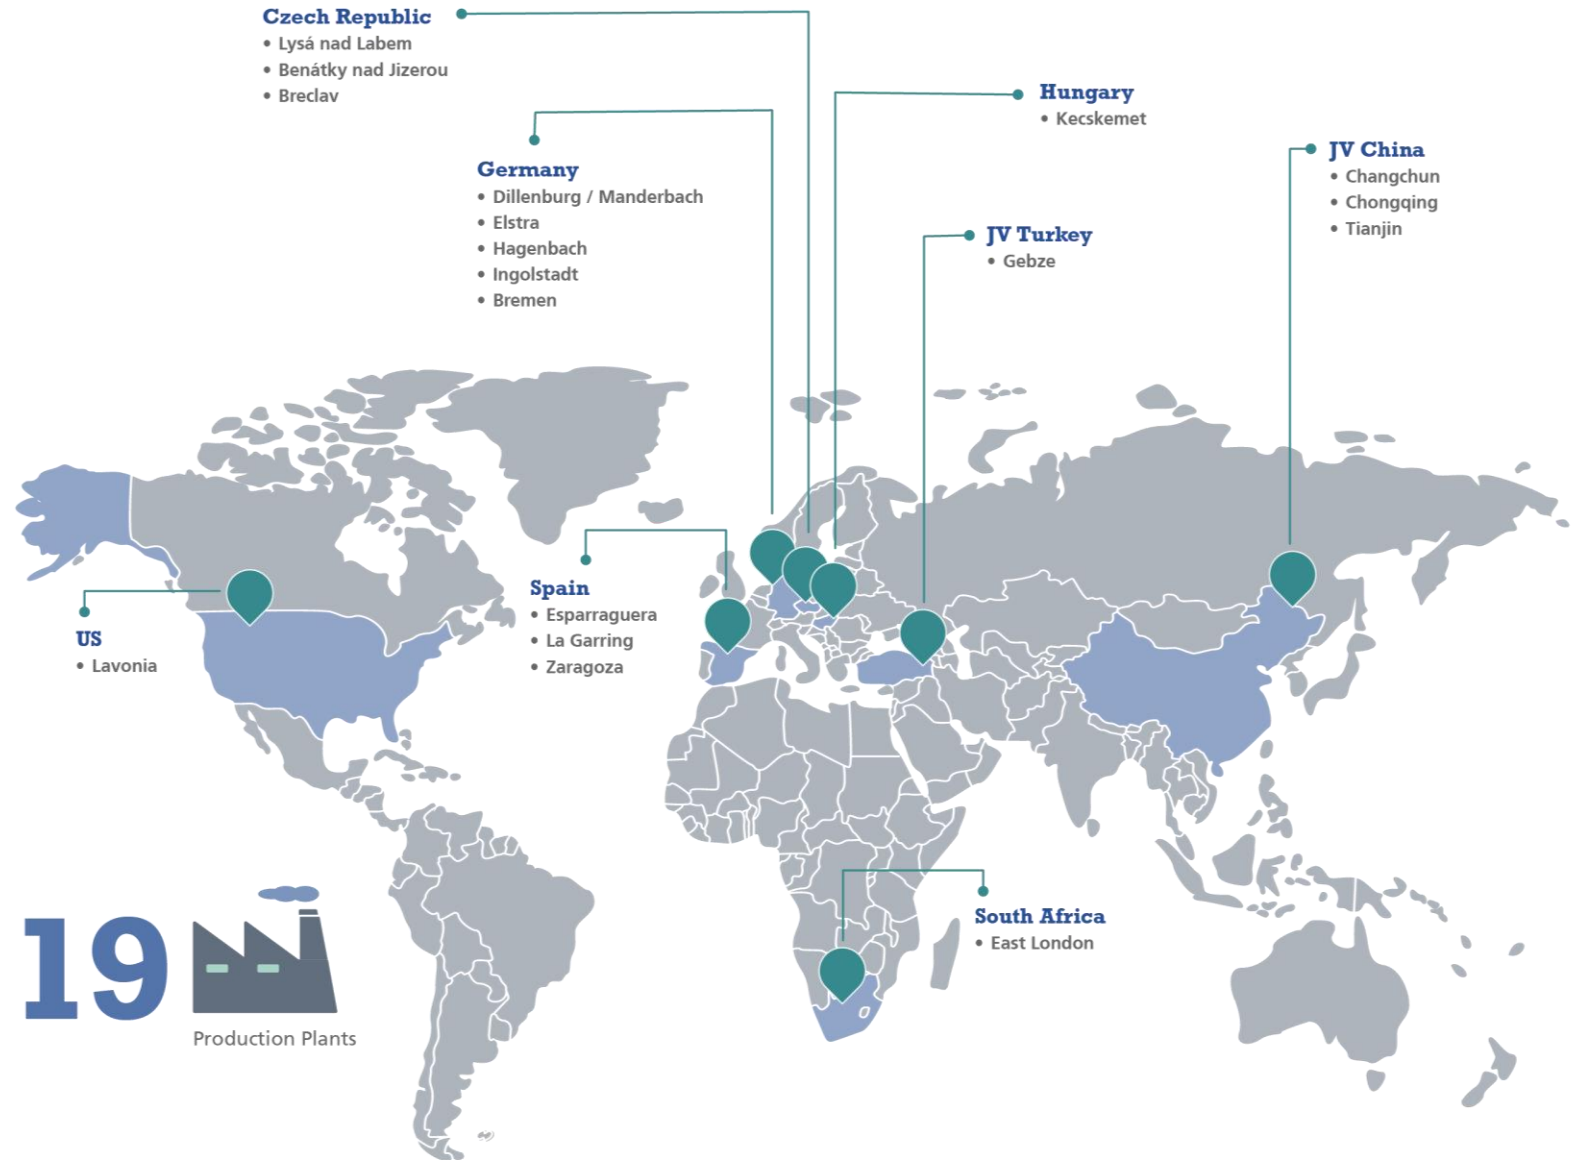 Czech Republic
• Lysá nad Labem
• Benátky nad Jizerou
• Breclav
Hungary
• Kecskemet
JV China
• Changchun
• Chongqing
• Tianjin
Germany
• Dillenburg / Manderbach
• Elstra
• Hagenbach
• Ingolstadt
• Bremen
JV Turkey
• Gebze
Spain
• Esparraguera
• La Garring
• Zaragoza
US
• Lavonia
South Africa
• East London
19
Production Plants